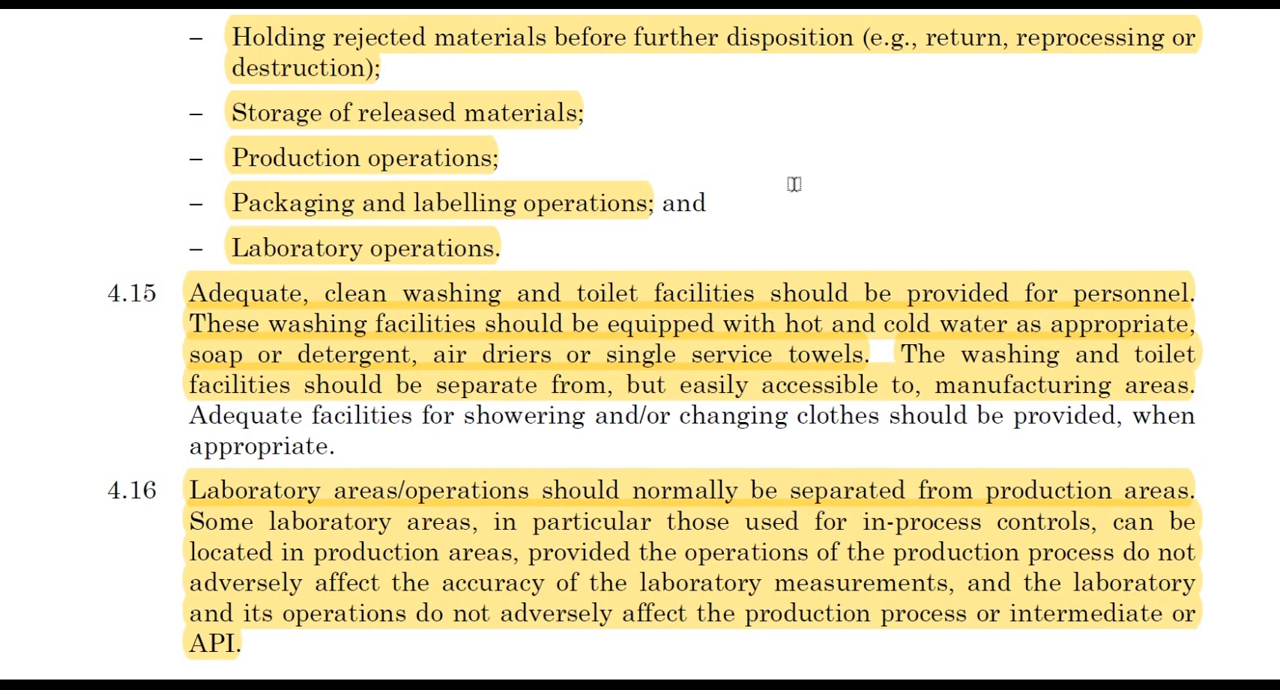 – Holding rejected materials before further disposition (e.g., return, reprocessing or
destruction);
– Storage of released materials;
– Production operations;
– Packaging and labelling operations; and
– Laboratory operations.
4.15 Adequate, clean washing and toilet facilities should be provided for personnel.
These washing facilities should be equipped with hot and cold water as appropriate,
soap or detergent, air driers or single service towels. The washing and toilet
facilities should be separate from, but easily accessible to, manufacturing areas.
Adequate facilities for showering and/or changing clothes should be provided, when
appropriate.
4.16 Laboratory areas/operations should normally be separated from production areas.
Some laboratory areas, in particular those used for in-process controls, can be
located in production areas, provided the operations of the production process do not
adversely affect the accuracy of the laboratory measurements, and the laboratory
and its operations do not adversely affect the production process or intermediate or
API.